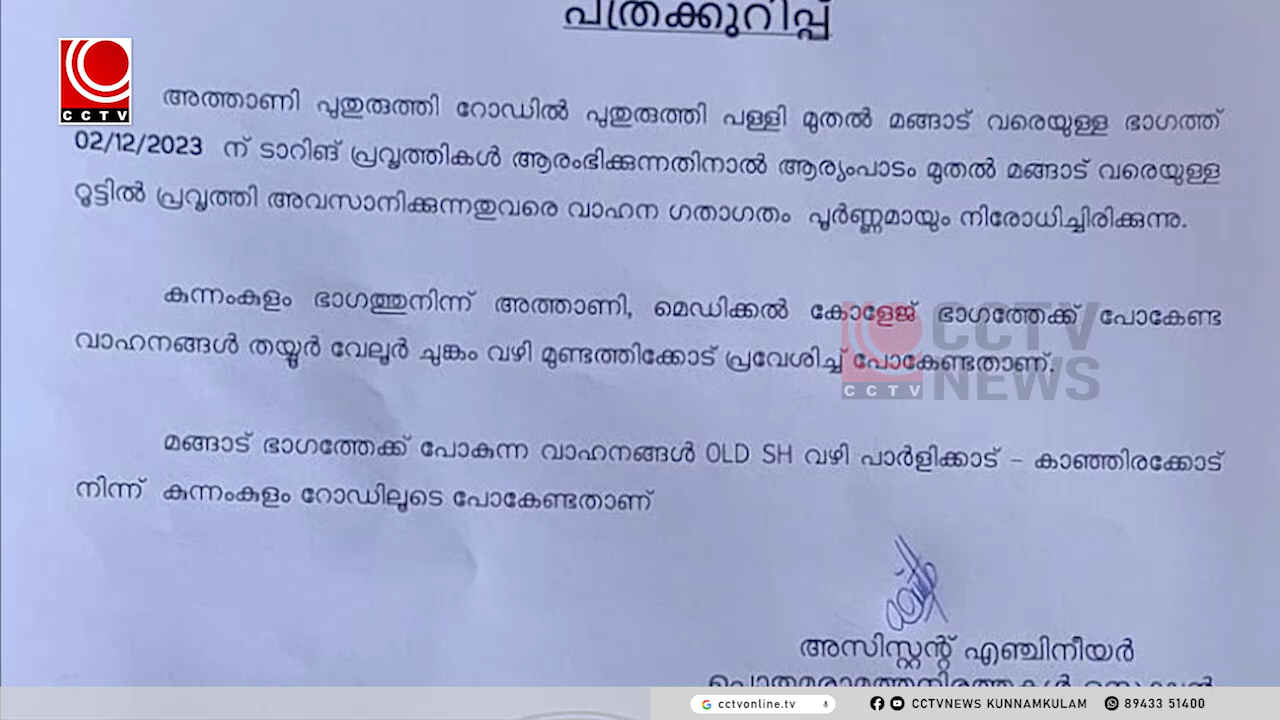 പത്രക്കുറിപ്പ്
CCTV
അത്താണി പുതുരുത്തി റോഡിൽ പുതുരുത്തി പള്ളി മുതൽ മങ്ങാട് വരെയുള്ള ഭാഗത്ത്
02/12/2023 ന് ടാറിങ് പ്രവൃത്തികൾ ആരംഭിക്കുന്നതിനാൽ ആര്യംപാടം മുതൽ മങ്ങാട് വരെയുള്ള
റൂട്ടിൽ പ്രവൃത്തി അവസാനിക്കുന്നതുവരെ വാഹന ഗതാഗതം പൂർണ്ണമായും നിരോധിച്ചിരിക്കുന്നു.
കുന്നംകുളം ഭാഗത്തുനിന്ന് അത്താണി, മെഡിക്കൽ കോളേജ് ഭാഗത്തേക്ക് പോകേണ്ട
വാഹനങ്ങൾ തയ്യൂർ വേലൂർ ചുങ്കം വഴി മുണ്ടത്തിക്കോട് പ്രവേശിച്ച് പോകേണ്ടതാണ്.
CCTV
CCTV
NEWS
മങ്ങാട് ഭാഗത്തേക്ക് പോകുന്ന വാഹനങ്ങൾ OLD SH വഴി പാർളിക്കാട് – കാഞ്ഞിരക്കോട്
നിന്ന് കുന്നംകുളം റോഡിലൂടെ പോകേണ്ടതാണ്
അസിസ്റ്റന്റ് എഞ്ചിനീയർ
cctvonline.tv CCTVNEWS KUNNAMKULAM 89433 51400